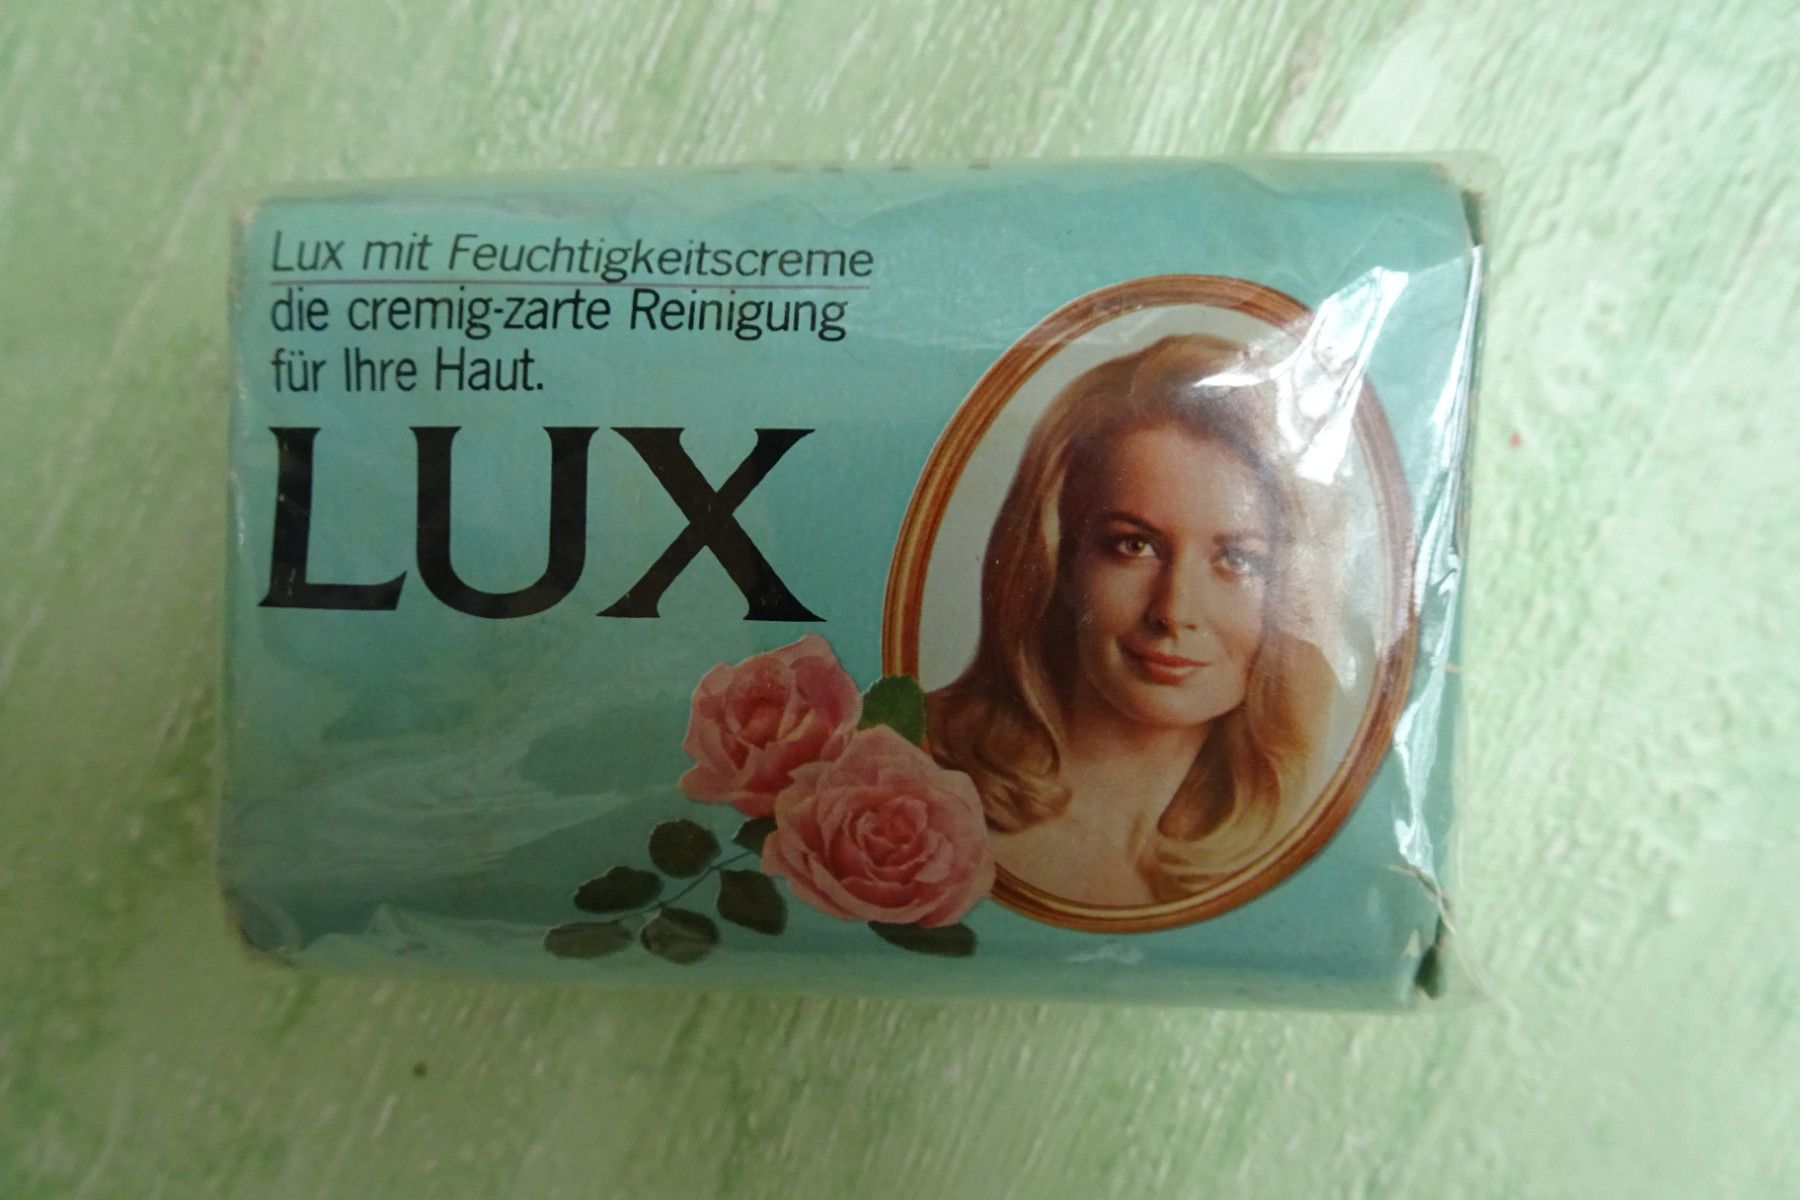 Lux mit Feuchtigkeitscreme
die cremig-zarte Reinigung
für Ihre Haut.
LUX